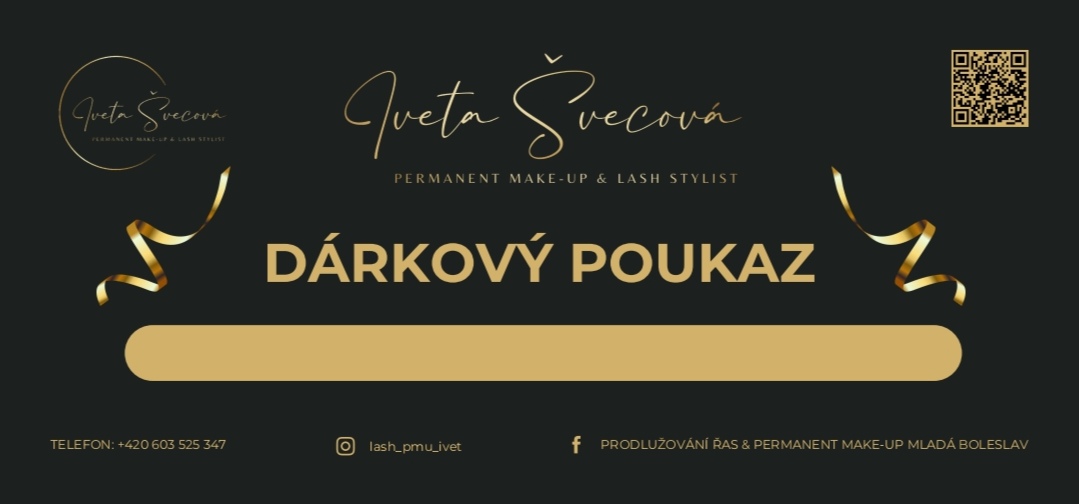 Iveta Švecová
PERMANENT MAKE-UP & LASH STYLIST
Iveta Švecová
PERMANENT MAKE-UP & LASH STYLIST
DÁRKOVÝ POUKAZ
TELEFON: +420 603 525 347
lash_pmu_ivet
PRODLUŽOVÁNÍ ŘAS & PERMANENT MAKE-UP MLADÁ BOLESLAV